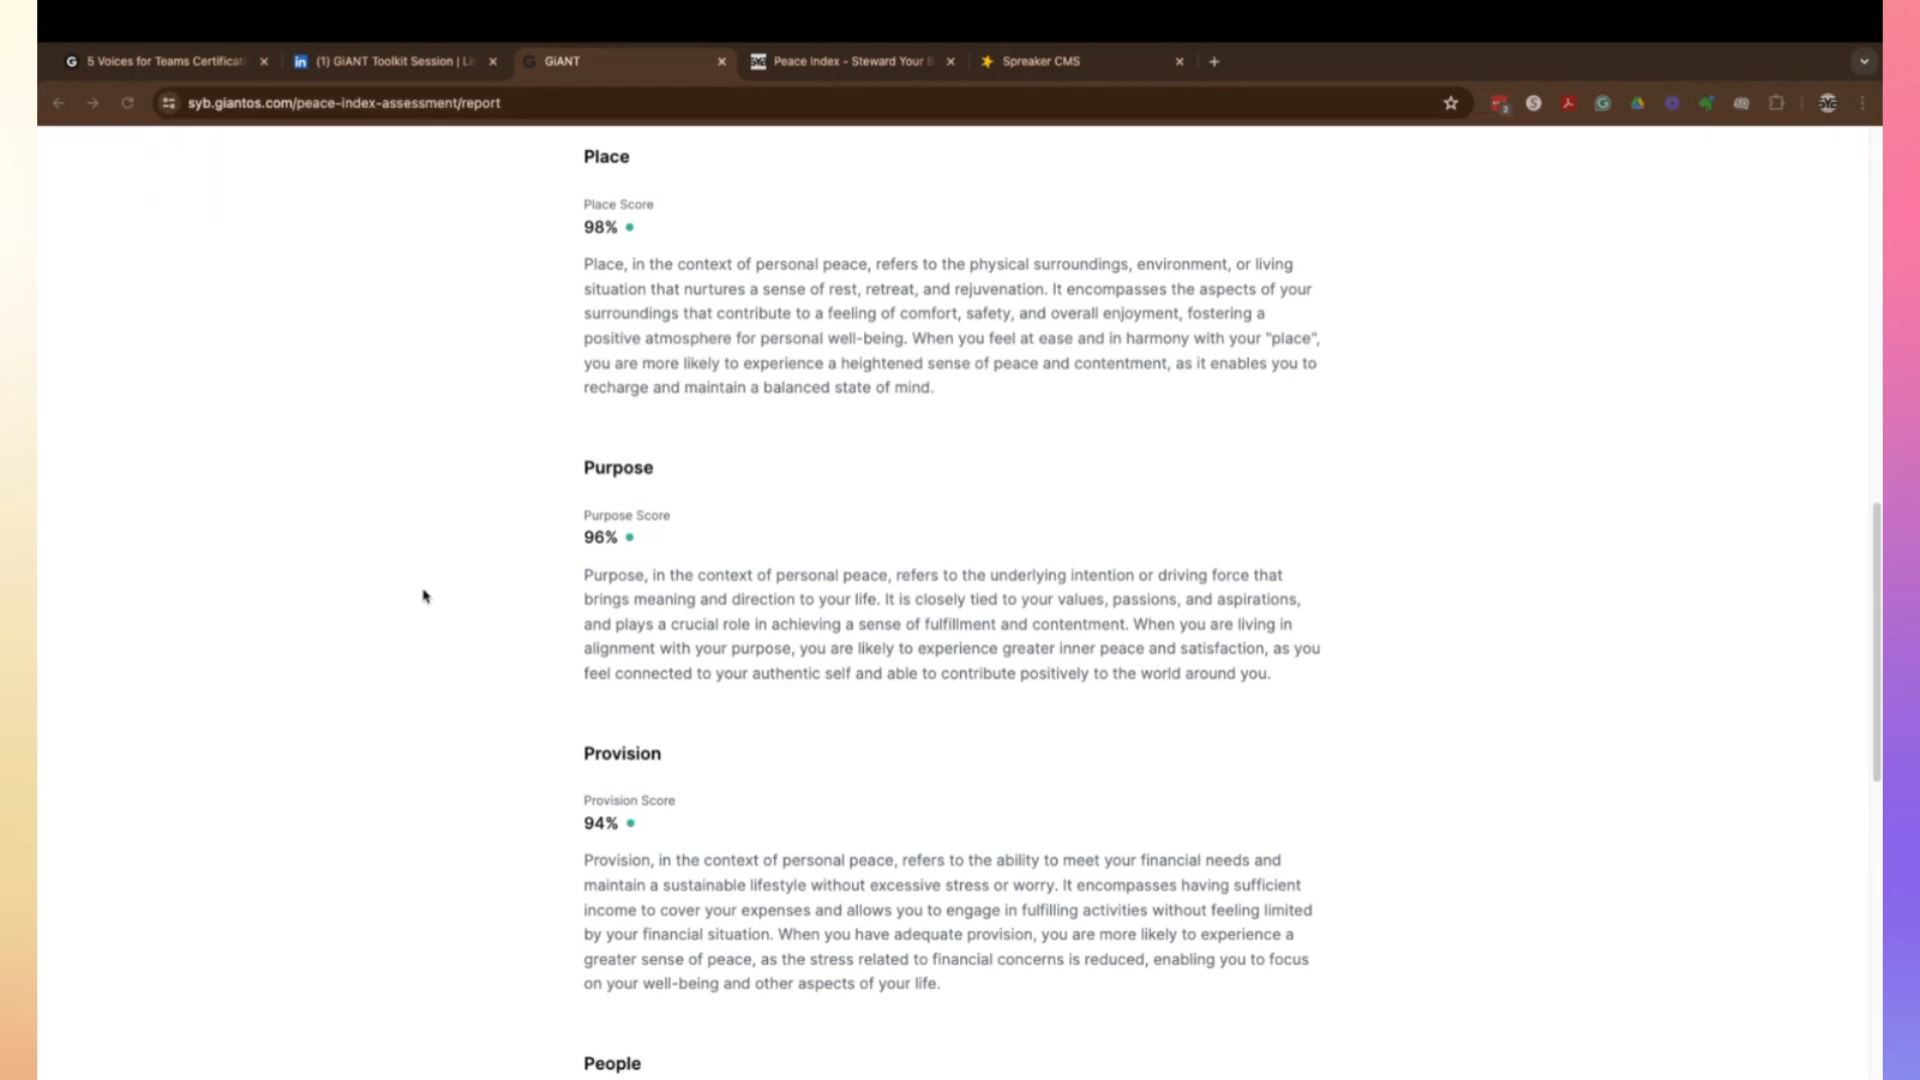 5 Voices for Teams Certificat
(1) GiANT Toolkit Session | Li
GiANT
Peace Index - Steward Your B
Spreaker CMS
syb.giantos.com/peace-index-assessment/report
Place
Place Score
98%
Place, in the context of personal peace, refers to the physical surroundings, environment, or living
situation that nurtures a sense of rest, retreat, and rejuvenation. It encompasses the aspects of your
surroundings that contribute to a feeling of comfort, safety, and overall enjoyment, fostering a
positive atmosphere for personal well-being. When you feel at ease and in harmony with your "place",
you are more likely to experience a heightened sense of peace and contentment, as it enables you to
recharge and maintain a balanced state of mind.
Purpose
Purpose Score
96%
Purpose, in the context of personal peace, refers to the underlying intention or driving force that
brings meaning and direction to your life. It is closely tied to your values, passions, and aspirations,
and plays a crucial role in achieving a sense of fulfillment and contentment. When you are living in
alignment with your purpose, you are likely to experience greater inner peace and satisfaction, as you
feel connected to your authentic self and able to contribute positively to the world around you.
Provision
Provision Score
94%
Provision, in the context of personal peace, refers to the ability to meet your financial needs and
maintain a sustainable lifestyle without excessive stress or worry. It encompasses having sufficient
income to cover your expenses and allows you to engage in fulfilling activities without feeling limited
by your financial situation. When you have adequate provision, you are more likely to experience a
greater sense of peace, as the stress related to financial concerns is reduced, enabling you to focus
on your well-being and other aspects of your life.
People